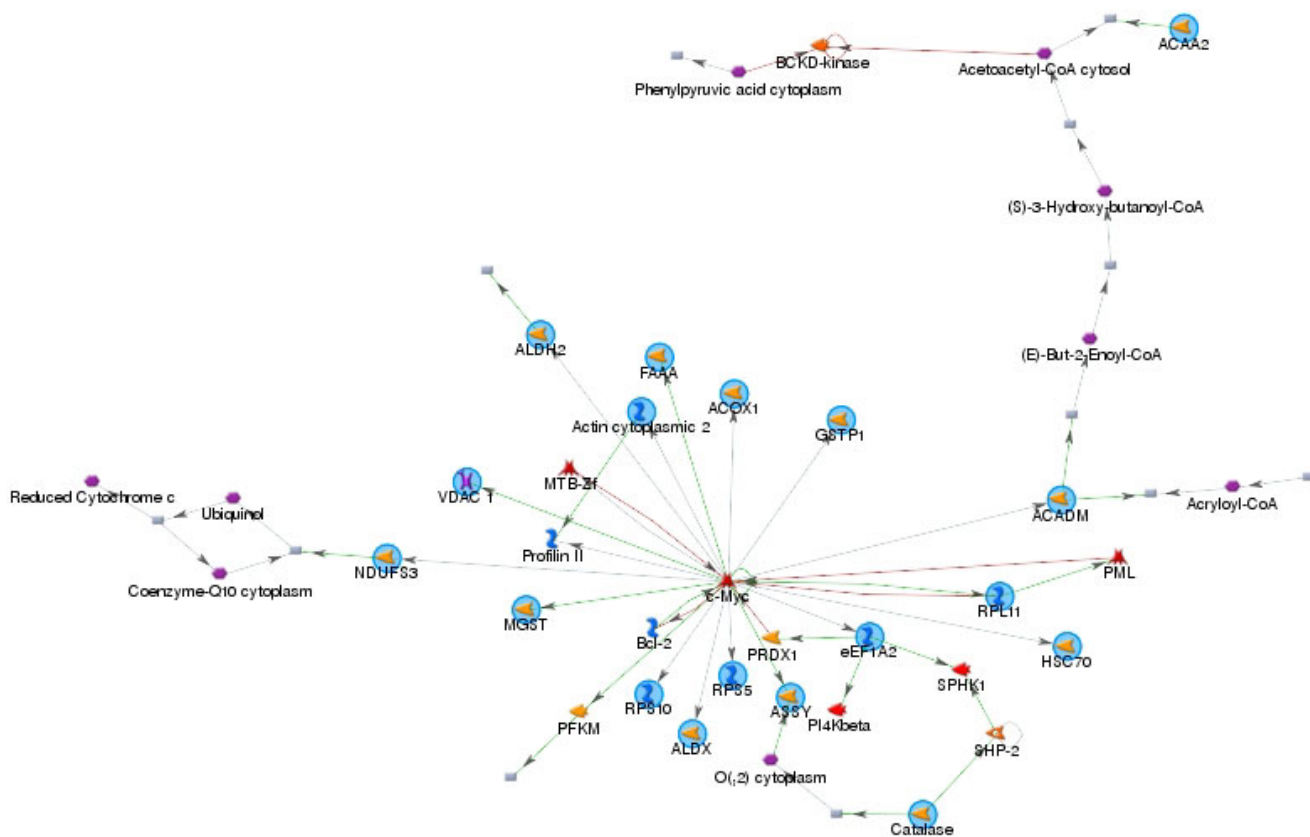 ACAA2
BCKD-kinase
Acetoacetyl-CoA cytosol
Phenylpyruvic acid cytoplasm
(S)-3-Hydroxy-butanoyl-CoA
ALDH2
(E)-But-2-Enoyl-CoA
FAAA
ACOX1
Actin cytoplasmic 2
GSTP1
MTB-Zf
VDAC 1
Reduced Cytochrome c
Ubiquinol
ACADM
Acryloyl-CoA
Profilin II
NDUFS3
PML
Coenzyme-Q10 cytoplasm
c-Myc
RPL11
MGST
Bcl-2
PRDX1
eEF1A2
HSC70
SPHK1
RPS5
RPS10
ASSY
PFKM
PI4Kbeta
ALDX
SHP-2
O(,2) cytoplasm
Catalase